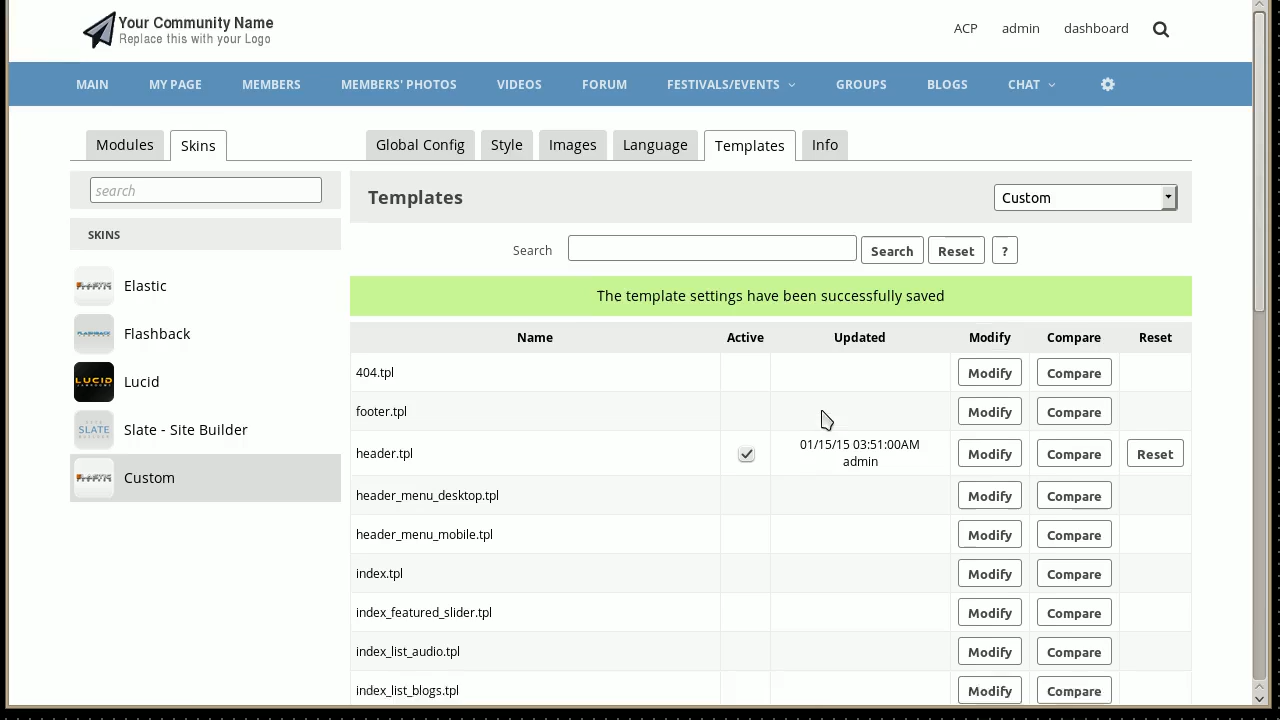 Your Community Name
Replace this with your Logo
ACP admin dashboard
MAIN MY PAGE MEMBERS MEMBERS' PHOTOS VIDEOS FORUM FESTIVALS/EVENTS GROUPS BLOGS CHAT
Modules Skins
Global Config Style Images Language Templates Info
search
Templates
Custom
SKINS
Search Search Reset ?
Elastic
Flashback
Lucid
Slate - Site Builder
Custom
The template settings have been successfully saved
Name Active Updated Modify Compare Reset
404.tpl Modify Compare
footer.tpl Modify Compare
header.tpl 01/15/15 03:51:00AM Modify Compare Reset
admin
header_menu_desktop.tpl Modify Compare
header_menu_mobile.tpl Modify Compare
index.tpl Modify Compare
index_featured_slider.tpl Modify Compare
index_list_audio.tpl Modify Compare
index_list_blogs.tpl Modify Compare
LUCID
SLATE